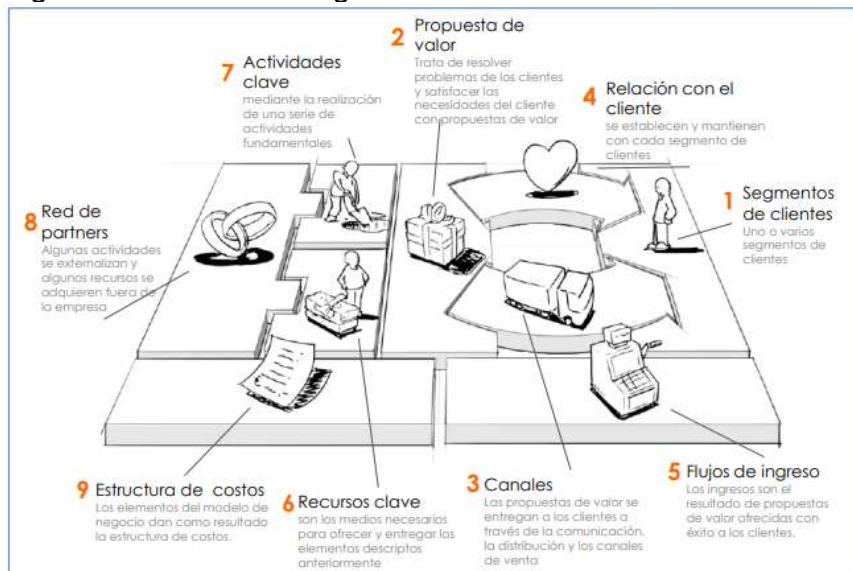 2 Propuesta de
valor
Trata de resolver
problemas de los clientes
y satisfacer las
necesidades del cliente
con propuestas de valor
7 Actividades
clave
mediante la realización
de una serie de
actividades
fundamentales
4 Relación con el
cliente
se establecen y mantienen
con cada segmento de
clientes
1 Segmentos
de clientes
Uno o varios
segmentos de
clientes
8 Red de
partners
Algunas actividades
se externalizan y
algunos recursos se
adquieren fuera de
la empresa
9 Estructura de costos
Los elementos del modelo de
negocio dan como resultado
la estructura de costos.
6 Recursos clave
son los medios necesarios
para ofrecer y entregar los
elementos descriptos
anteriormente
3 Canales
Las propuestas de valor se
entregan a los clientes a
través de la comunicación,
la distribución y los canales
de venta
5 Flujos de ingreso
Los ingresos son el
resultado de propuestas
de valor ofrecidas con
éxito a los clientes.